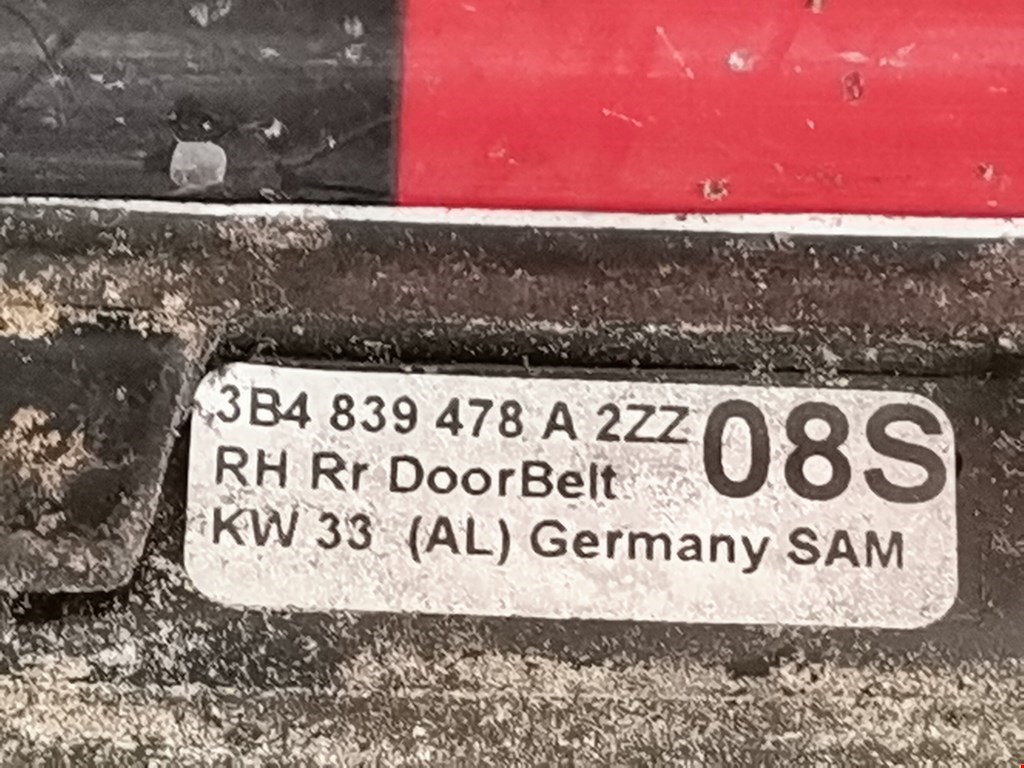 3B4 839 478 A 2ZZ 08S
RH Rr DoorBelt
KW 33 (AL) Germany SAM